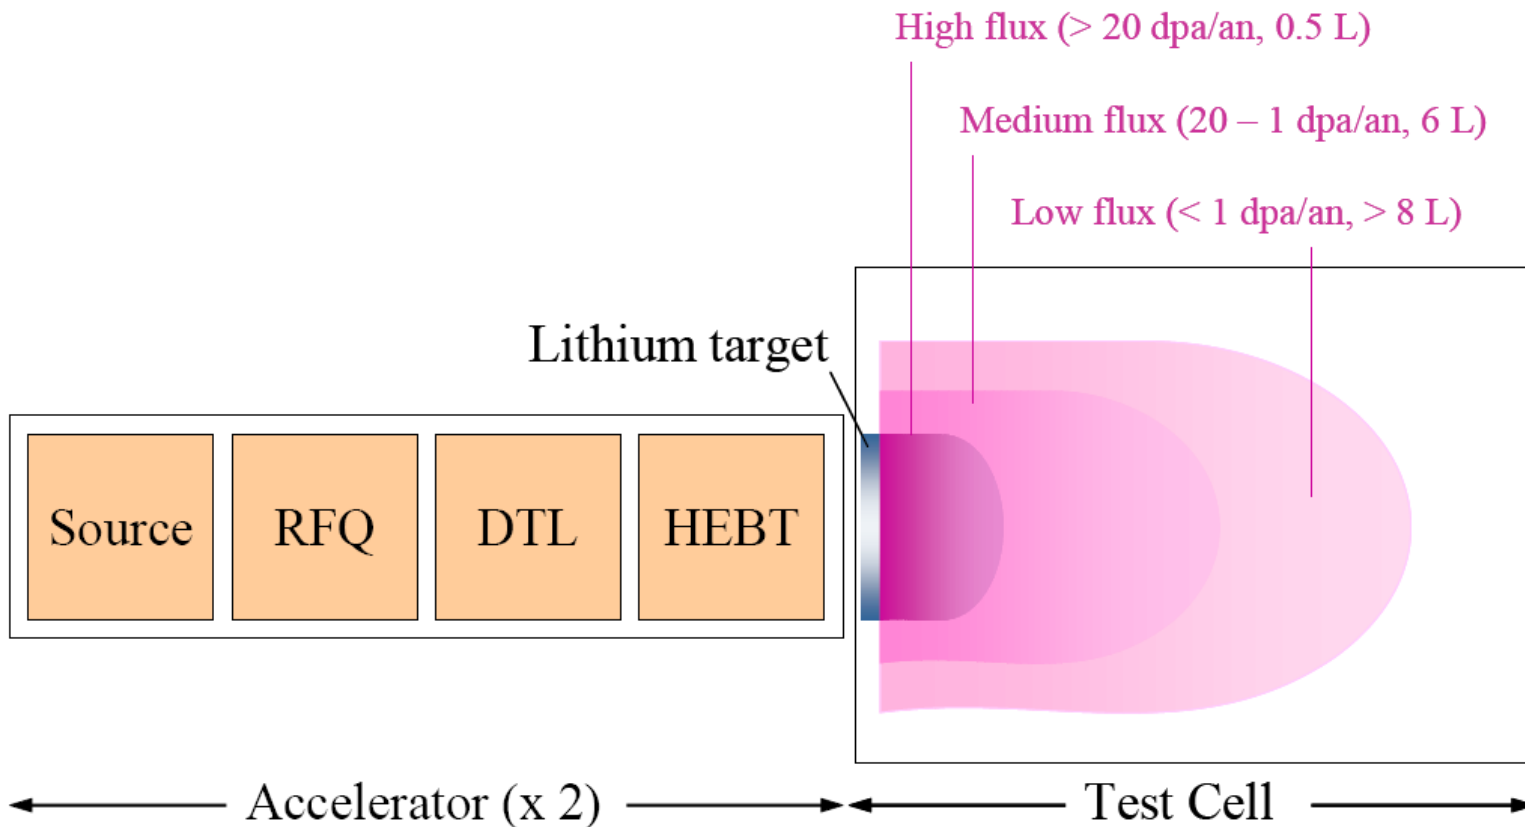 High flux (> 20 dpa/an, 0.5 L)
Medium flux (20 – 1 dpa/an, 6 L)
Low flux (< 1 dpa/an, > 8 L)
Lithium target
Source
RFQ
DTL
HEBT
Accelerator (x 2)
Test Cell